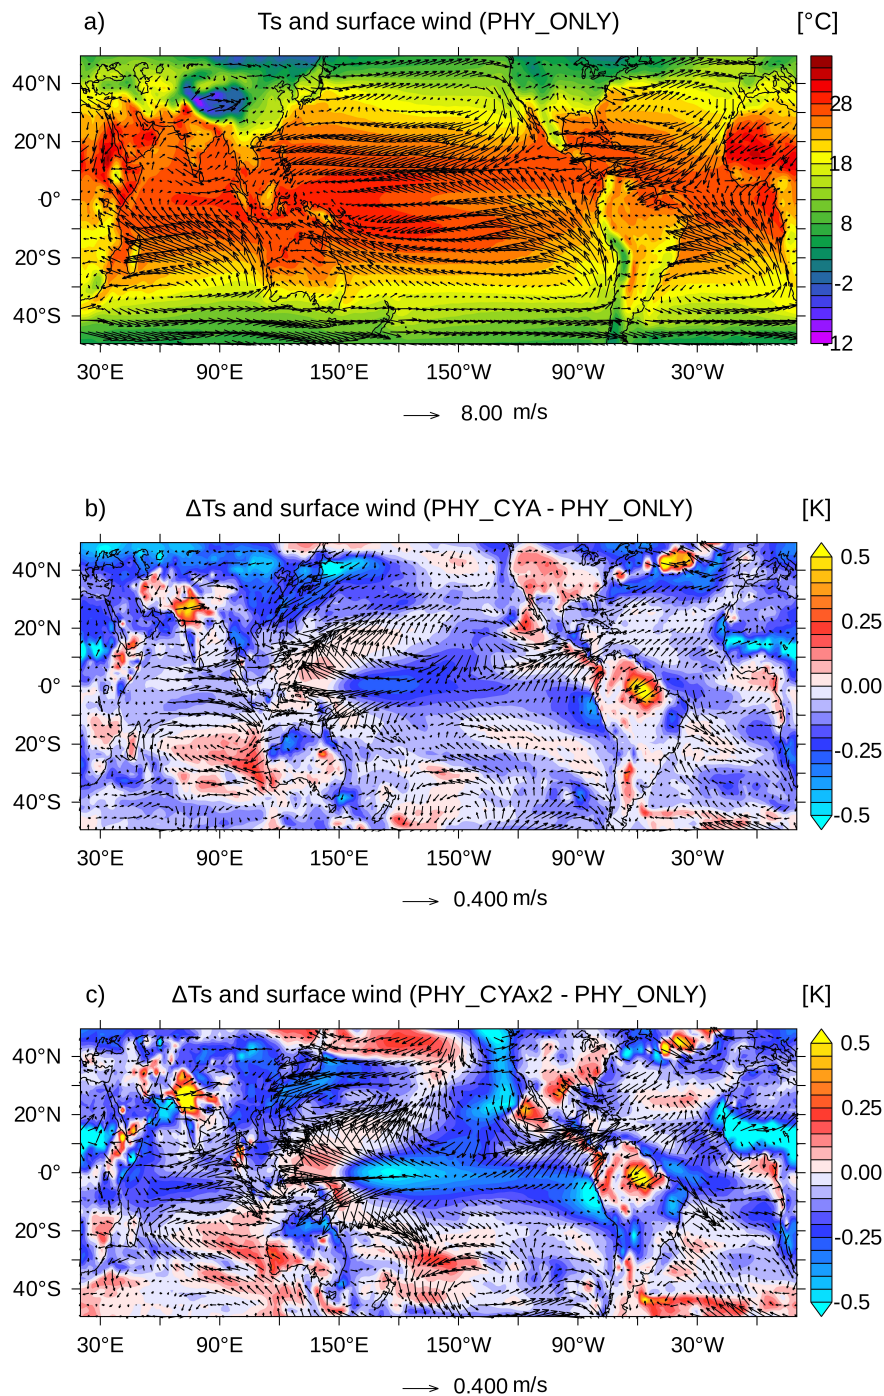 a) Ts and surface wind (PHY_ONLY) [°C]
40°N
20°N
-0°
20°S
40°S
28
18
8
-2
-12
30°E 90°E 150°E 150°W 90°W 30°W
8.00 m/s
b) ΔTs and surface wind (PHY_CYA - PHY_ONLY) [K]
40°N
20°N
-0°
20°S
40°S
0.5
0.25
0.00
-0.25
-0.5
30°E 90°E 150°E 150°W 90°W 30°W
0.400 m/s
c) ΔTs and surface wind (PHY_CYAx2 - PHY_ONLY) [K]
40°N
20°N
-0°
20°S
40°S
0.5
0.25
0.00
-0.25
-0.5
30°E 90°E 150°E 150°W 90°W 30°W
0.400 m/s